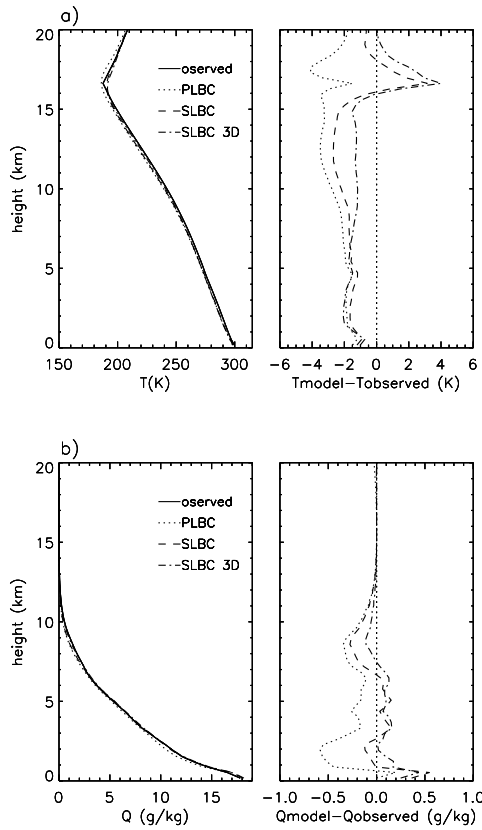 a)
20
15
10
5
0
height (km)
osered
PLBC
SLBC
SLBC 3D
150 200 250 300
T(K)
-6 -4 -2 0 2 4 6
Tmodel-Tobserved (K)
b)
20
15
10
5
0
height (km)
oserved
PLBC
SLBC
SLBC 3D
0 5 10 15
Q (g/kg)
-1.0 -0.5 0.0 0.5 1.0
Qmodel-Qobserved (g/kg)